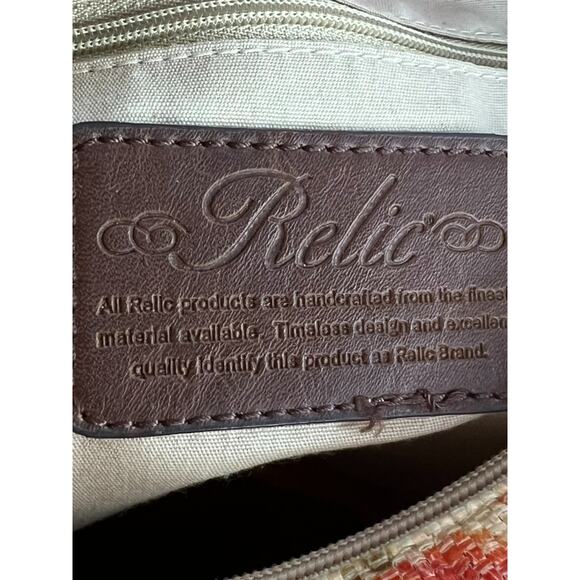 Relic®
All Relic products are handcrafted from the finest
material available. Timeless design and excellen
quality identify this product as Relic Brand.